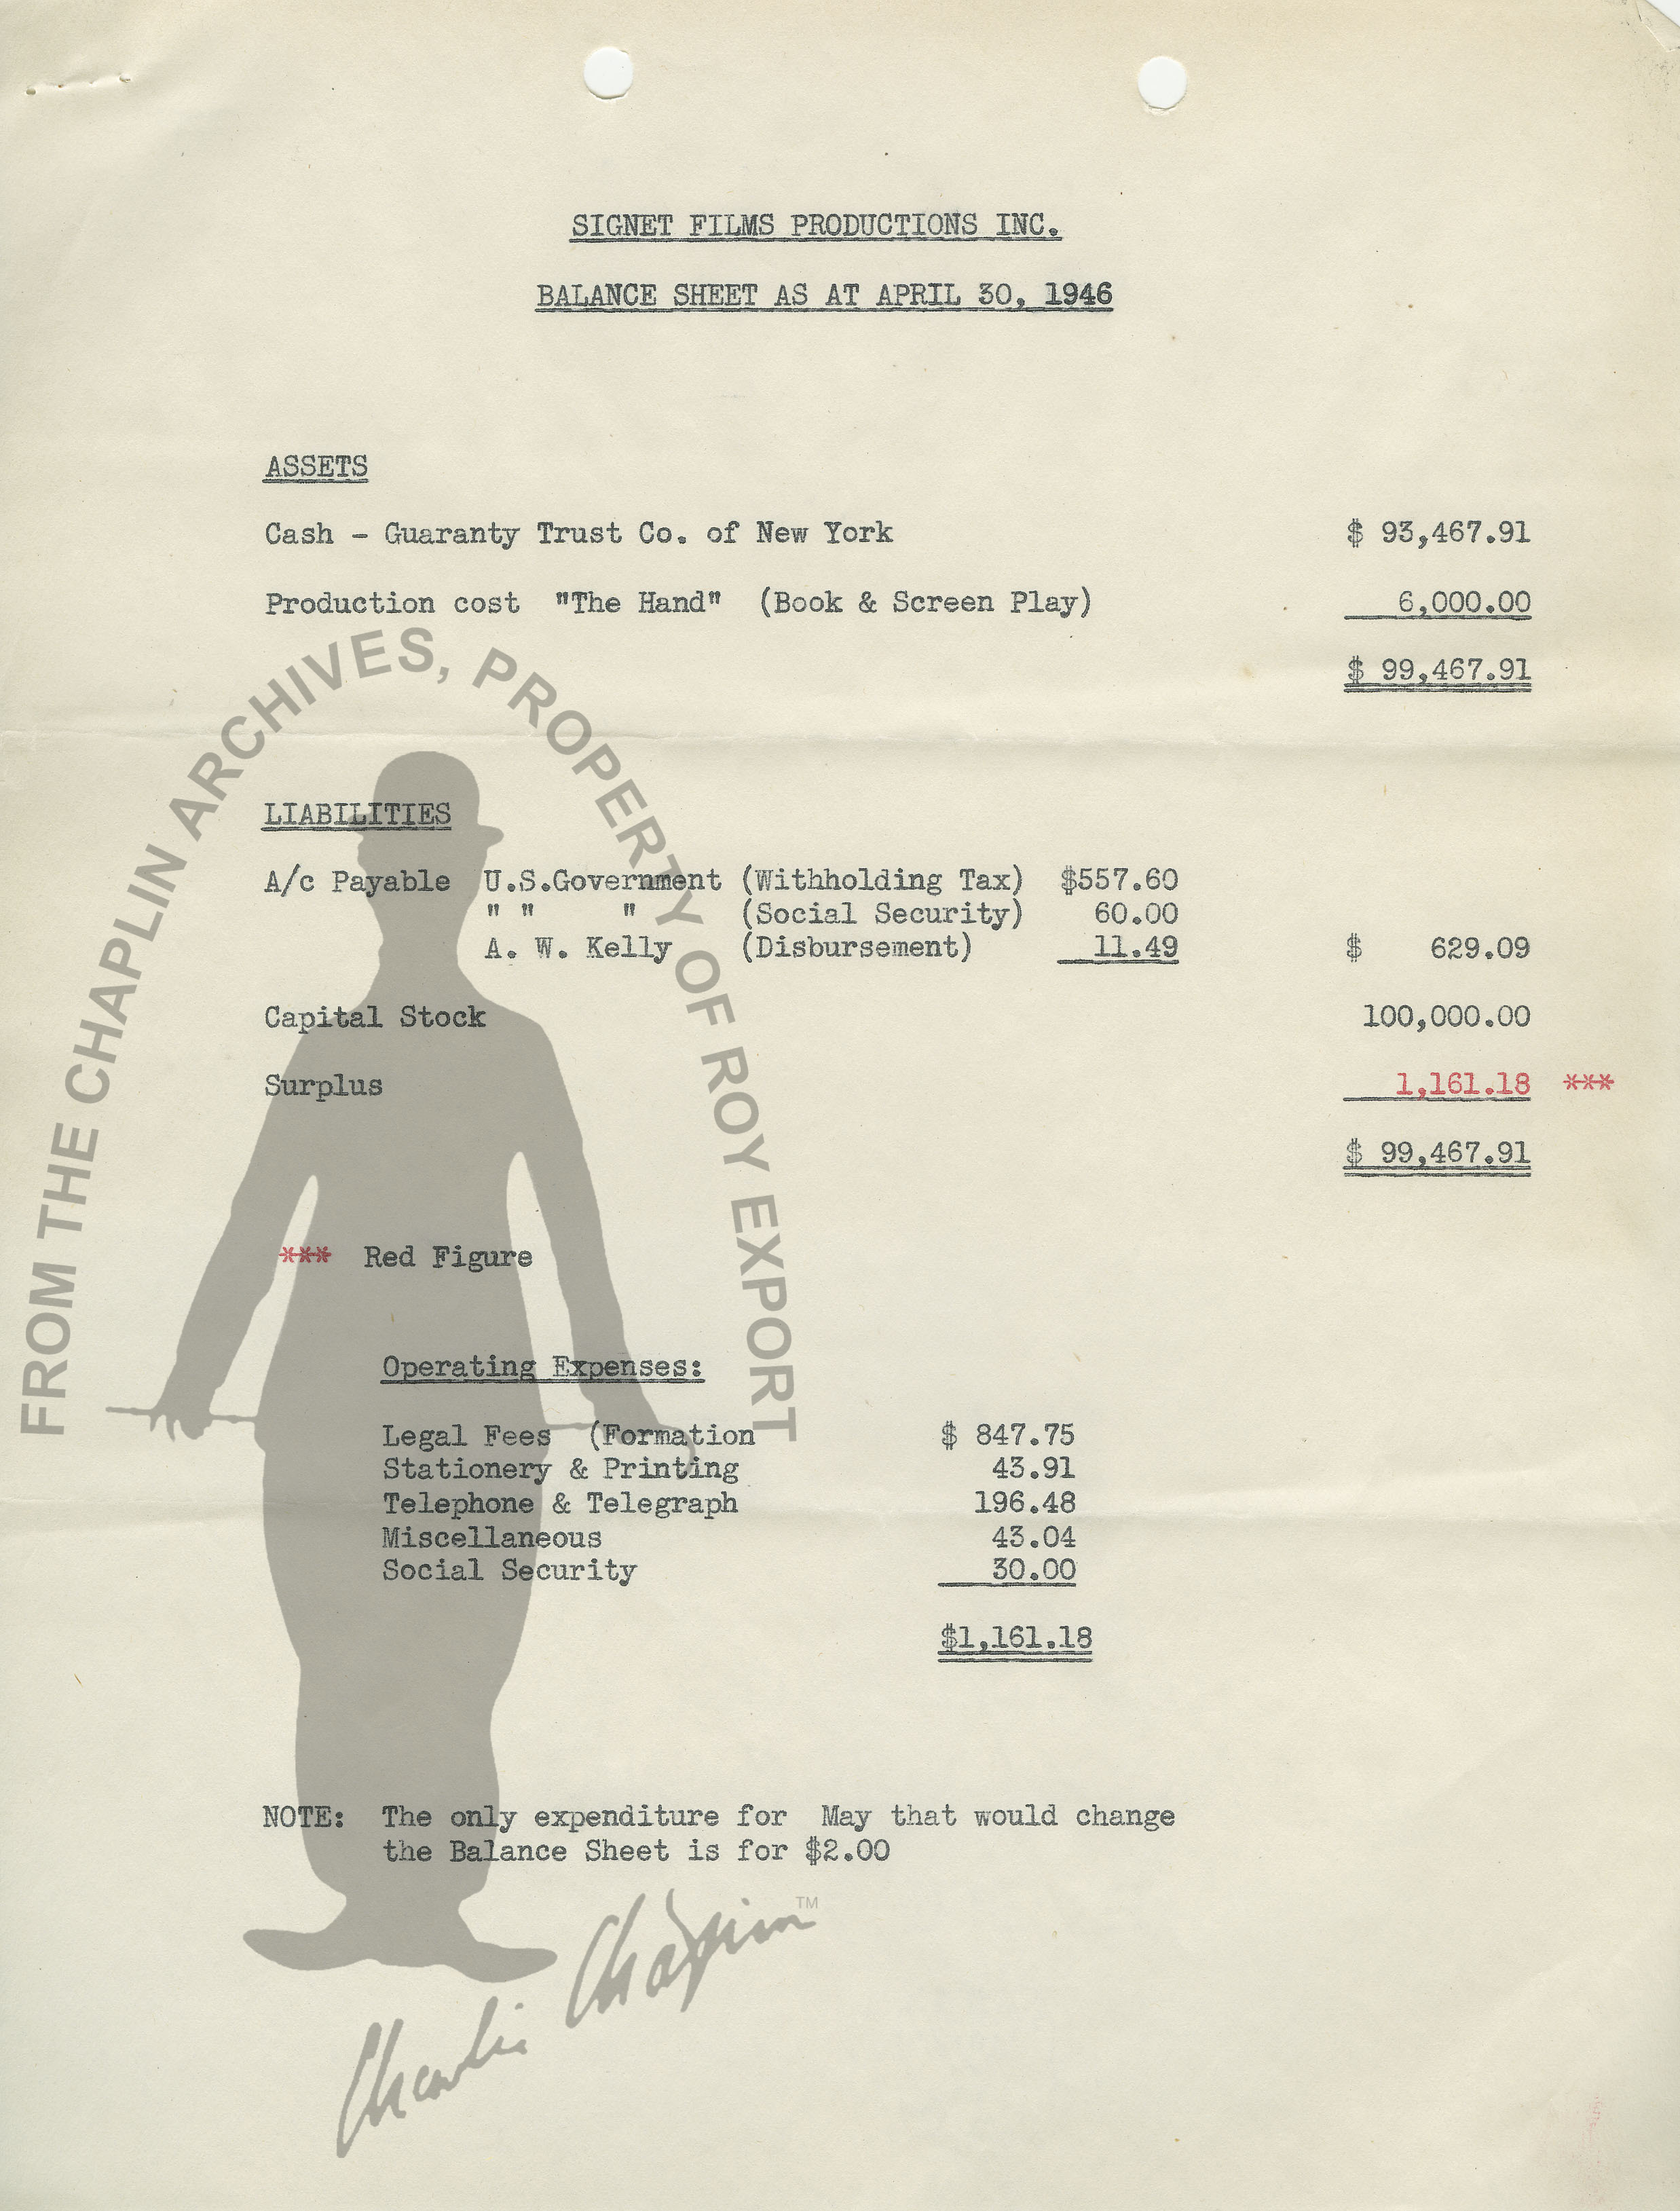 SIGNET FILMS PRODUCTIONS INC.
BALANCE SHEET AS AT APRIL 30, 1946
ASSETS
Cash - Guaranty Trust Co. of New York $ 93,467.91
Production cost "The Hand" (Book & Screen Play) 6,000.00
$ 99,467.91
LIABILITIES
A/c Payable U.S.Government (Withholding Tax) $557.60
" " " (Social Security) 60.00
A. W. Kelly (Disbursement) 11.49 $ 629.09
Capital Stock 100,000.00
Surplus 1,161.18 ***
$ 99,467.91
*** Red Figure
Operating Expenses:
Legal Fees (Formation $ 847.75
Stationery & Printing 43.91
Telephone & Telegraph 196.48
Miscellaneous 43.04
Social Security 30.00
$1,161.18
NOTE: The only expenditure for May that would change
the Balance Sheet is for $2.00
FROM THE CHAPLIN ARCHIVES, PROPERTY OF ROY EXPORT
Charlie Chaplin TM